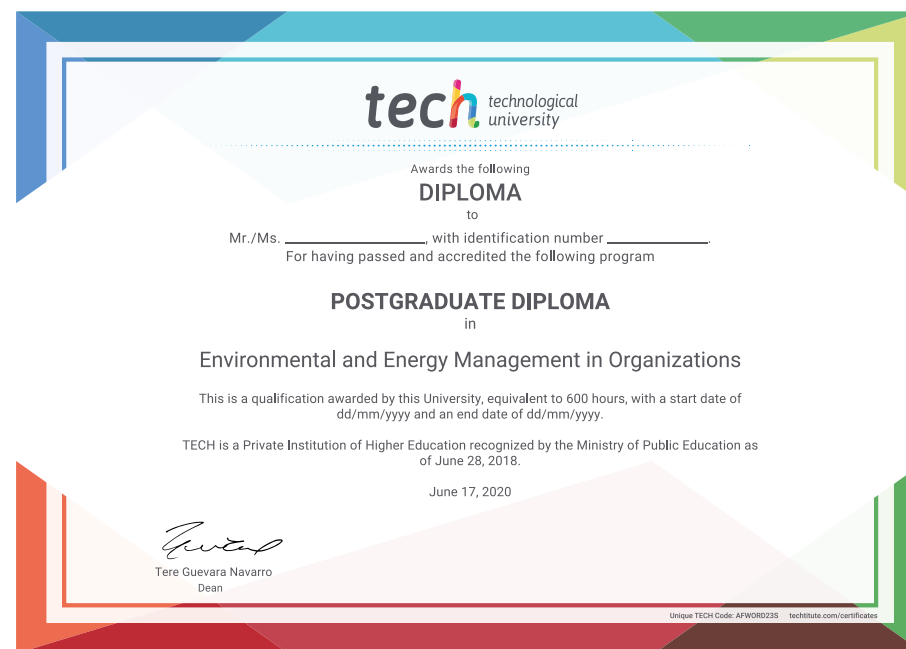 tech technological
university
Awards the following
DIPLOMA
to
Mr./Ms. ________________, with identification number ____________.
For having passed and accredited the following program
POSTGRADUATE DIPLOMA
in
Environmental and Energy Management in Organizations
This is a qualification awarded by this University, equivalent to 600 hours, with a start date of
dd/mm/yyyy and an end date of dd/mm/yyyy.
TECH is a Private Institution of Higher Education recognized by the Ministry of Public Education as
of June 28, 2018.
June 17, 2020
Tere Guevara Navarro
Dean
Unique TECH Code: AFWORD23S techtitute.com/certificates